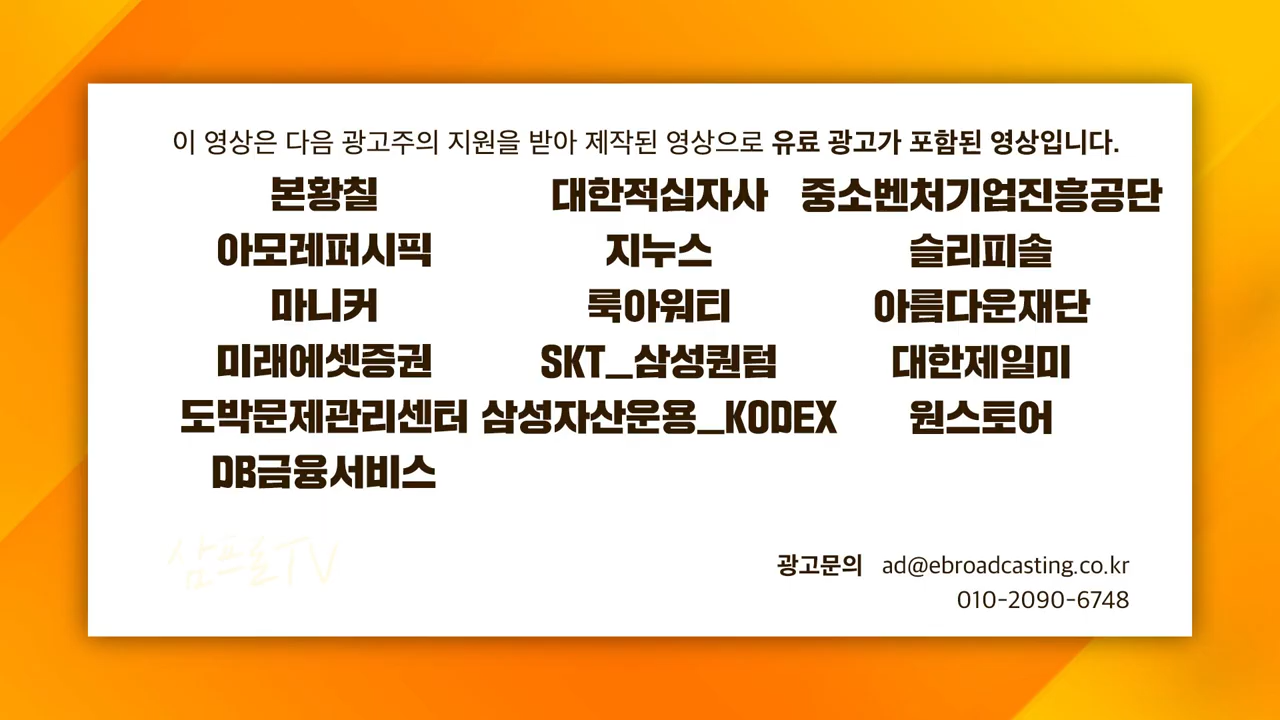 이 영상은 다음 광고주의 지원을 받아 제작된 영상으로 유료 광고가 포함된 영상입니다.
본황칠 대한적십자사 중소벤처기업진흥공단
아모레퍼시픽 지누스 슬리피솔
마니커 룩아워티 아름다운재단
미래에셋증권 SKT_삼성퀀텀 대한제일미
도박문제관리센터 삼성자산운용_KODEX 원스토어
DB금융서비스
삼프로TV
광고문의 ad@ebroadcasting.co.kr
010-2090-6748